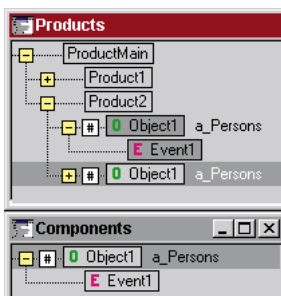 Products
ProductMain
Product1
Product2
# O Object1 a_Persons
E Event1
# O Object1 a_Persons
Components
# O Object1 a_Persons
E Event1